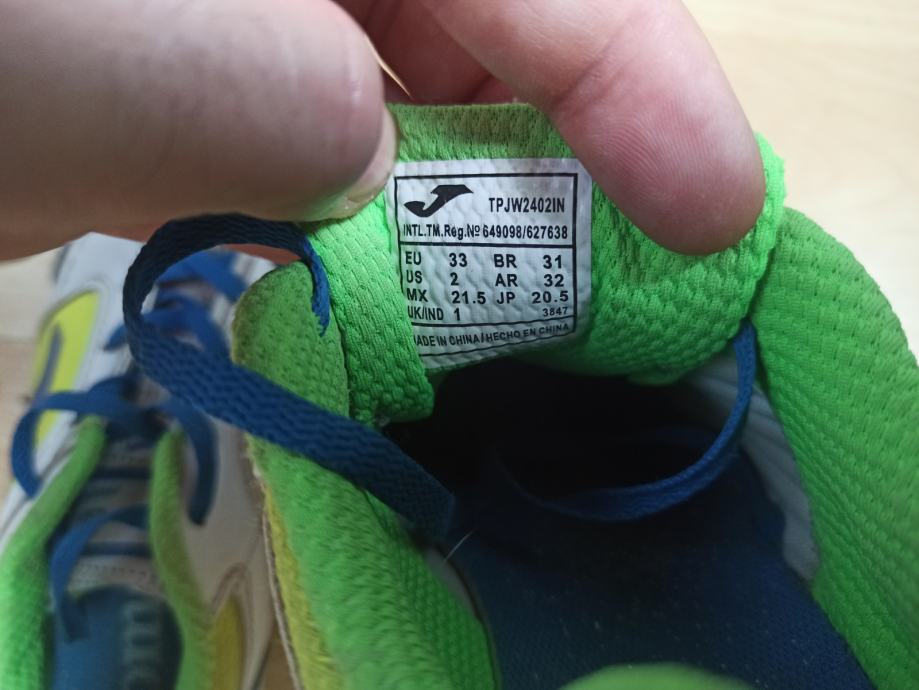 TPJW2402IN
INTL.TM.Reg.Nº 649098/627638
EU 33 BR 31
US 2 AR 32
MX 21.5 JP 20.5
UK/IND 1 3847
MADE IN CHINA/HECHO EN CHINA